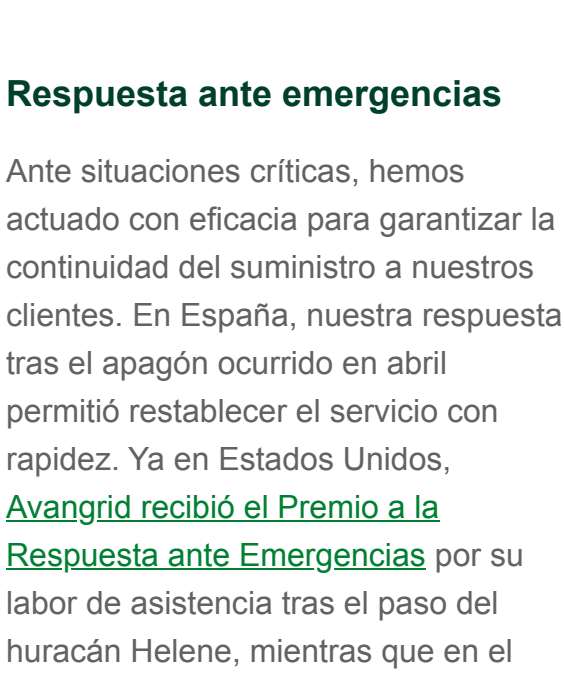 Respuesta ante emergencias
Ante situaciones críticas, hemos
actuado con eficacia para garantizar la
continuidad del suministro a nuestros
clientes. En España, nuestra respuesta
tras el apagón ocurrido en abril
permitió restablecer el servicio con
rapidez. Ya en Estados Unidos,
Avangrid recibió el Premio a la
Respuesta ante Emergencias por su
labor de asistencia tras el paso del
huracán Helene, mientras que en el